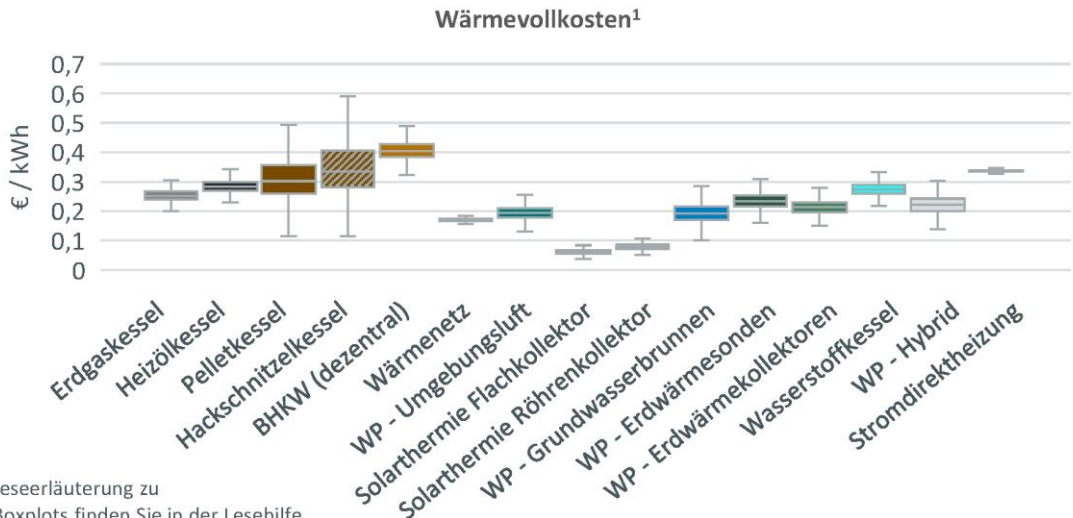 Wärmevollkosten¹
€ / kWh
0,7
0,6
0,5
0,4
0,3
0,2
0,1
0
Erdgaskessel
Heizölkessel
Pelletkessel
Hackschnitzelkessel
BHKW (dezentral)
Wärmenetz
WP - Umgebungsluft
Solarthermie Flachkollektor
Solarthermie Röhrenkollektor
WP - Grundwasserbrunnen
WP - Erdwärmesonden
WP - Erdwärmekollektoren
Wasserstoffkessel
WP - Hybrid
Stromdirektheizung
eseerläuterung zu
Boxplots finden Sie in der Lesehilfe